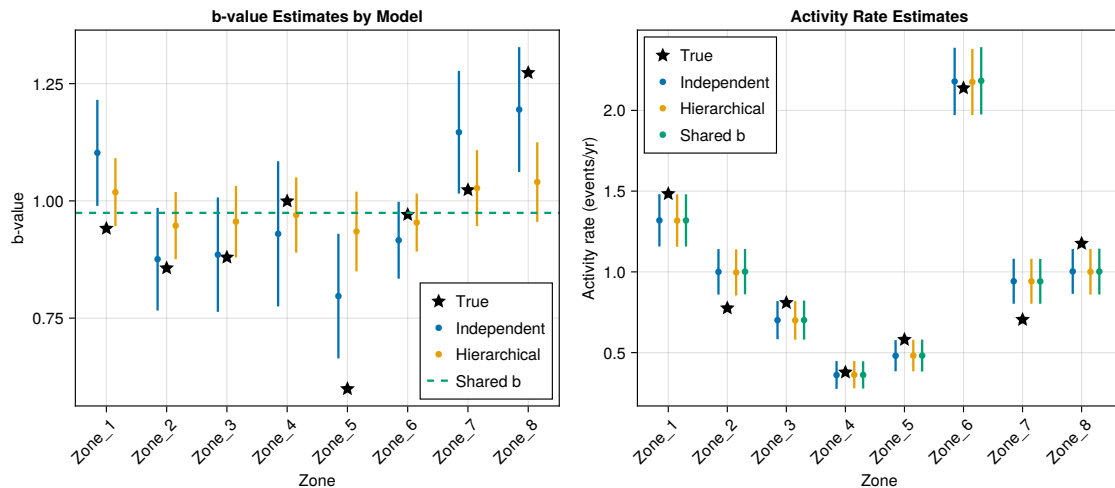 b-value Estimates by Model
b-value
1.25
1.00
0.75
True
Independent
Hierarchical
Shared b
Zone_1
Zone_2
Zone_3
Zone_4
Zone_5
Zone_6
Zone_7
Zone_8
Zone
Activity Rate Estimates
Activity rate (events/yr)
2.0
1.5
1.0
0.5
True
Independent
Hierarchical
Shared b
Zone_1
Zone_2
Zone_3
Zone_4
Zone_5
Zone_6
Zone_7
Zone_8
Zone